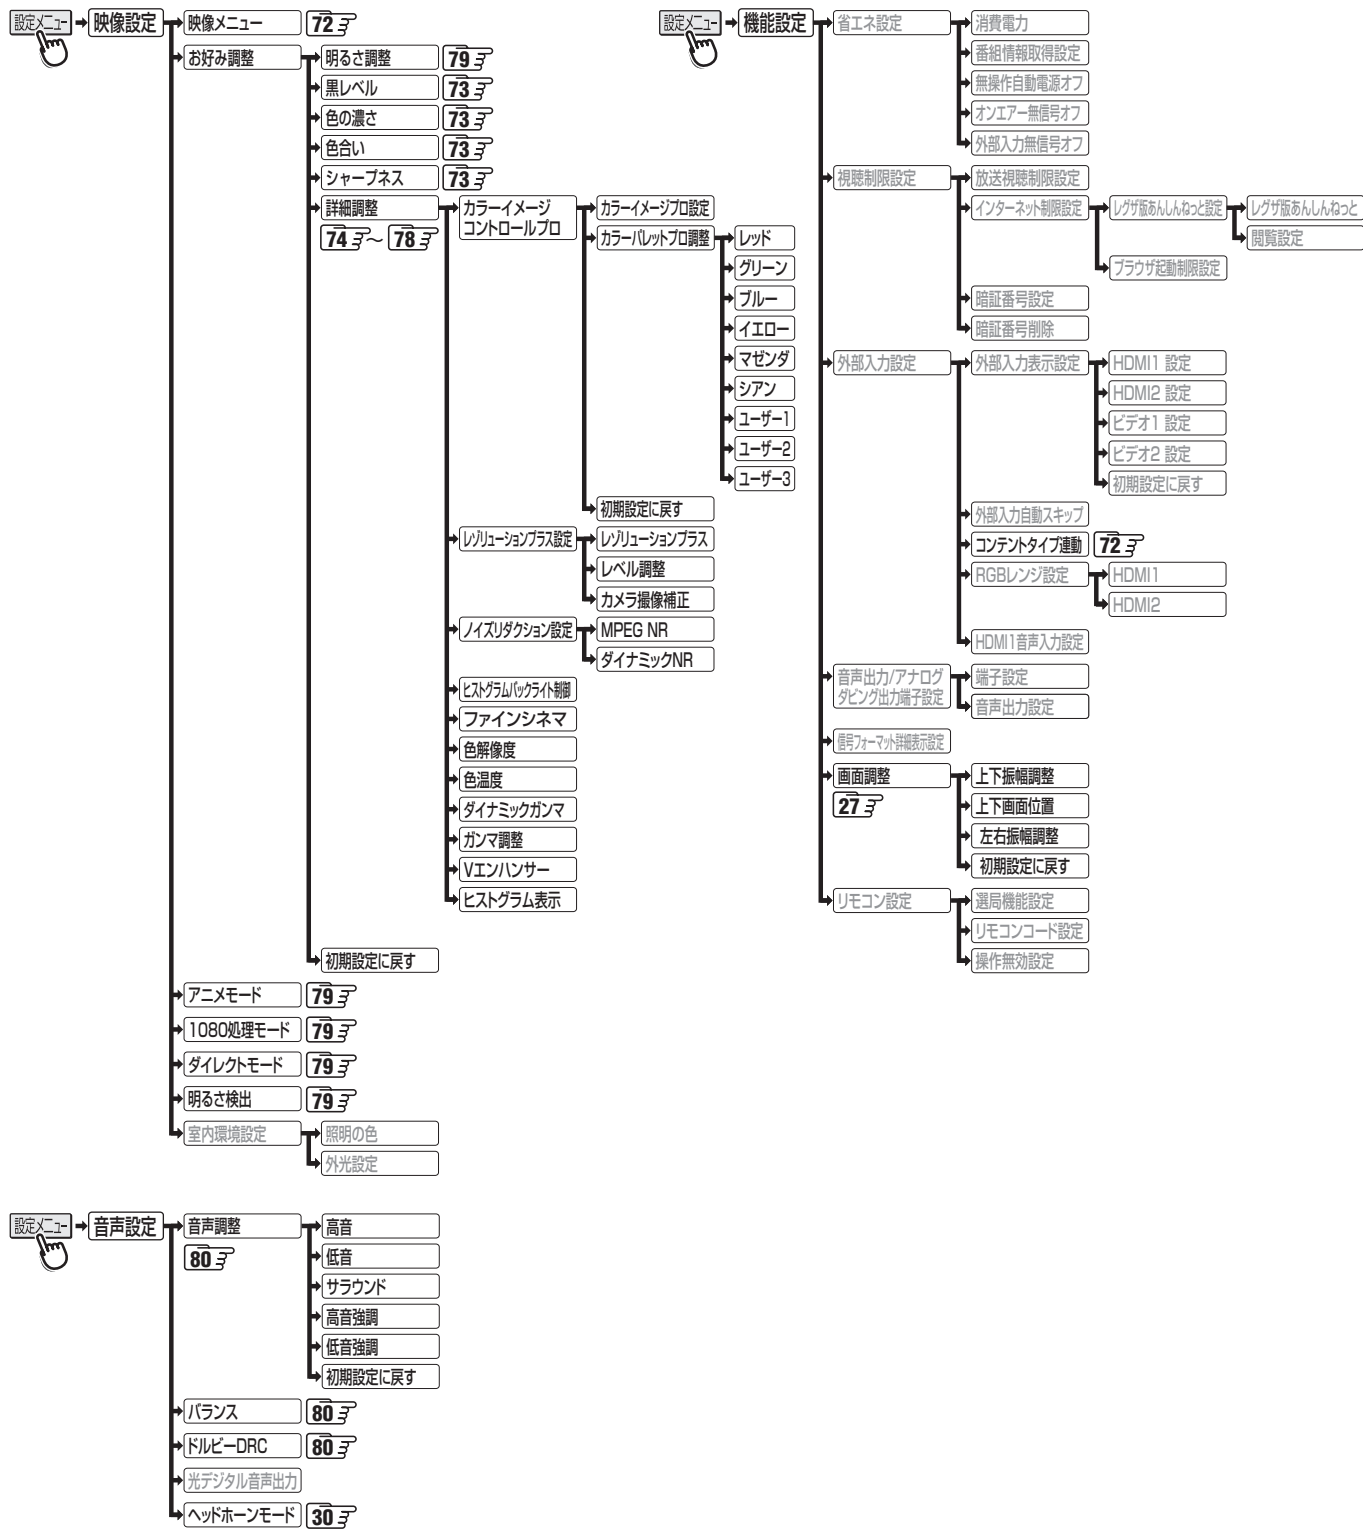 設定メニュー
映像設定
映像メニュー
72
お好み調整
明るさ調整
79
黒レベル
73
色の濃さ
73
色合い
73
シャープネス
73
詳細調整
74 ～ 78
カラーイメージ
コントロールプロ
カラーイメージプロ設定
カラーパレットプロ調整
レッド
グリーン
ブルー
イエロー
マゼンダ
シアン
ユーザー1
ユーザー2
ユーザー3
初期設定に戻す
レゾリューションプラス設定
レゾリューションプラス
レベル調整
カメラ撮像補正
ノイズリダクション設定
MPEG NR
ダイナミックNR
ヒストグラムバックライト制御
ファインシネマ
色解像度
色温度
ダイナミックガンマ
ガンマ調整
Vエンハンサー
ヒストグラム表示
初期設定に戻す
アニメモード
79
1080処理モード
79
ダイレクトモード
79
明るさ検出
79
室内環境設定
照明の色
外光設定
設定メニュー
音声設定
音声調整
80
高音
低音
サラウンド
高音強調
低音強調
初期設定に戻す
バランス
80
ドルビーDRC
80
光デジタル音声出力
ヘッドホーンモード
30
設定メニュー
機能設定
省エネ設定
消費電力
番組情報取得設定
無操作自動電源オフ
オンエアー無信号オフ
外部入力無信号オフ
視聴制限設定
放送視聴制限設定
インターネット制限設定
レグザ版あんしんねっと設定
レグザ版あんしんねっと
閲覧設定
ブラウザ起動制限設定
暗証番号設定
暗証番号削除
外部入力設定
外部入力表示設定
HDMI1 設定
HDMI2 設定
ビデオ1 設定
ビデオ2 設定
初期設定に戻す
外部入力自動スキップ
コンテントタイプ連動
72
RGBレンジ設定
HDMI1
HDMI2
HDMI1音声入力設定
音声出力/アナログ
ダビング出力端子設定
端子設定
音声出力設定
信号フォーマット詳細表示設定
画面調整
27
上下振幅調整
上下画面位置
左右振幅調整
初期設定に戻す
リモコン設定
選局機能設定
リモコンコード設定
操作無効設定